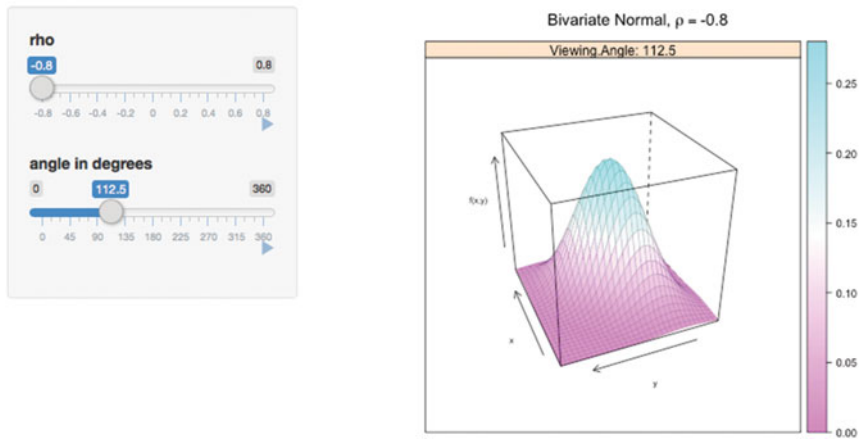 rho
-0.8 0.8
-0.8 -0.6 -0.4 -0.2 0 0.2 0.4 0.6 0.8
angle in degrees
0 112.5 360
0 45 90 135 180 225 270 315 360
Bivariate Normal, ρ = -0.8
Viewing.Angle: 112.5
f(x,y)
x
y
0.25
0.20
0.15
0.10
0.05
0.00